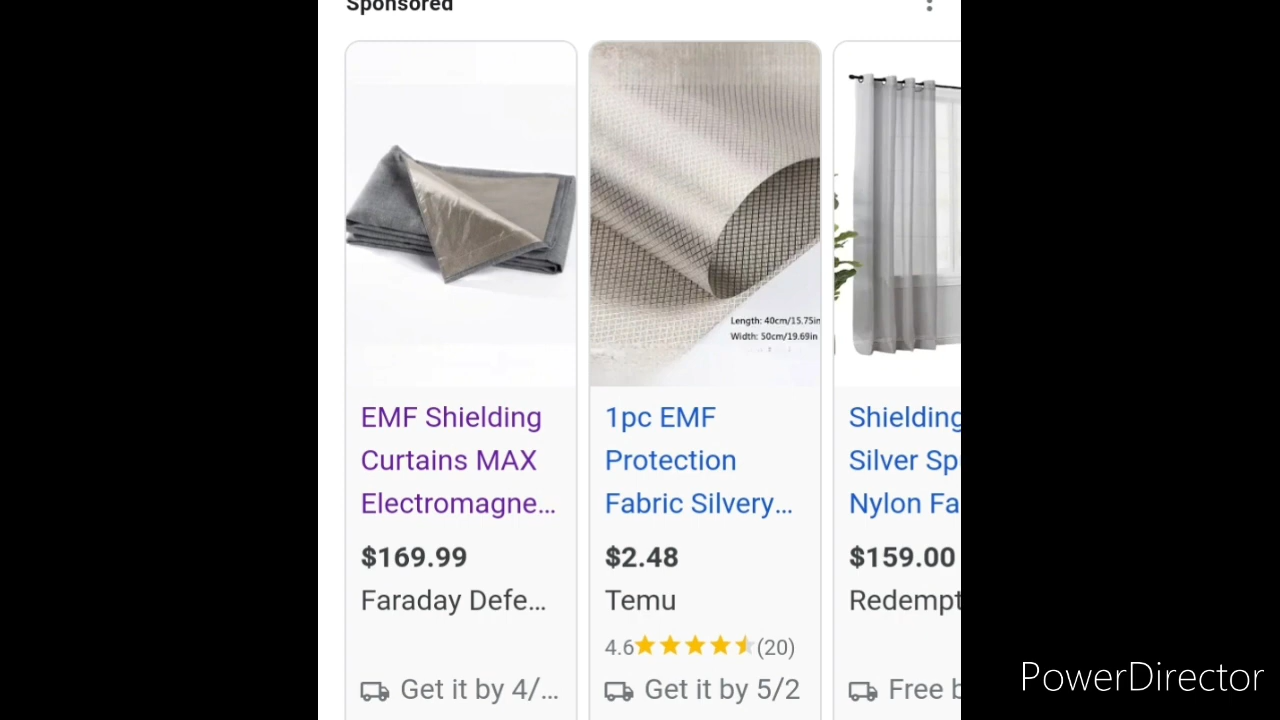 Sponsored
Length: 40cm/15.75in
Width: 50cm/19.69in
EMF Shielding
Curtains MAX
Electromagne...
$169.99
Faraday Defe...
Get it by 4/...
1pc EMF
Protection
Fabric Silvery...
$2.48
Temu
4.6 (20)
Get it by 5/2
Shielding
Silver Sp
Nylon Fa
$159.00
Redempt
Free b
PowerDirector